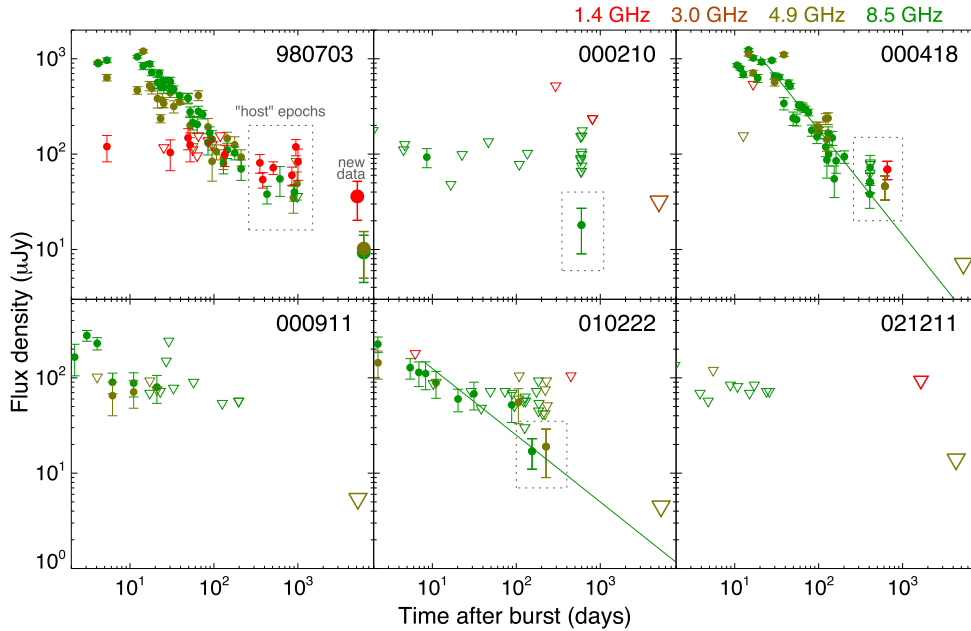 1.4 GHz 3.0 GHz 4.9 GHz 8.5 GHz
980703 000210 000418
"host" epochs
new
data
10³
10²
10¹
000911 010222 021211
10³
10²
10¹
10⁰
10¹ 10² 10³ 10¹ 10² 10³ 10¹ 10² 10³
Flux density (μJy)
Time after burst (days)